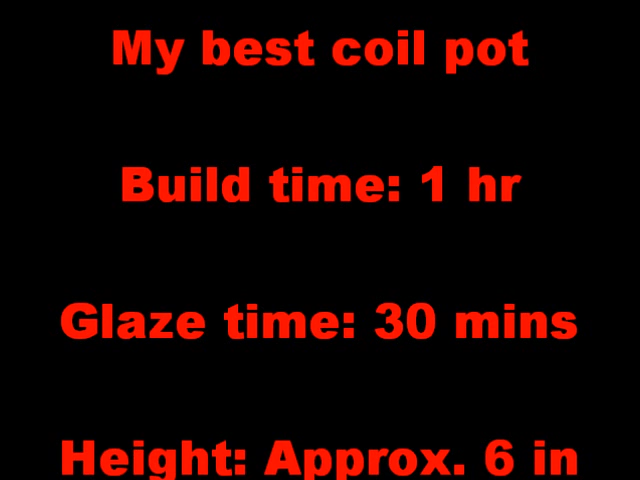 My best coil pot
Build time: 1 hr
Glaze time: 30 mins
Height: Approx. 6 in